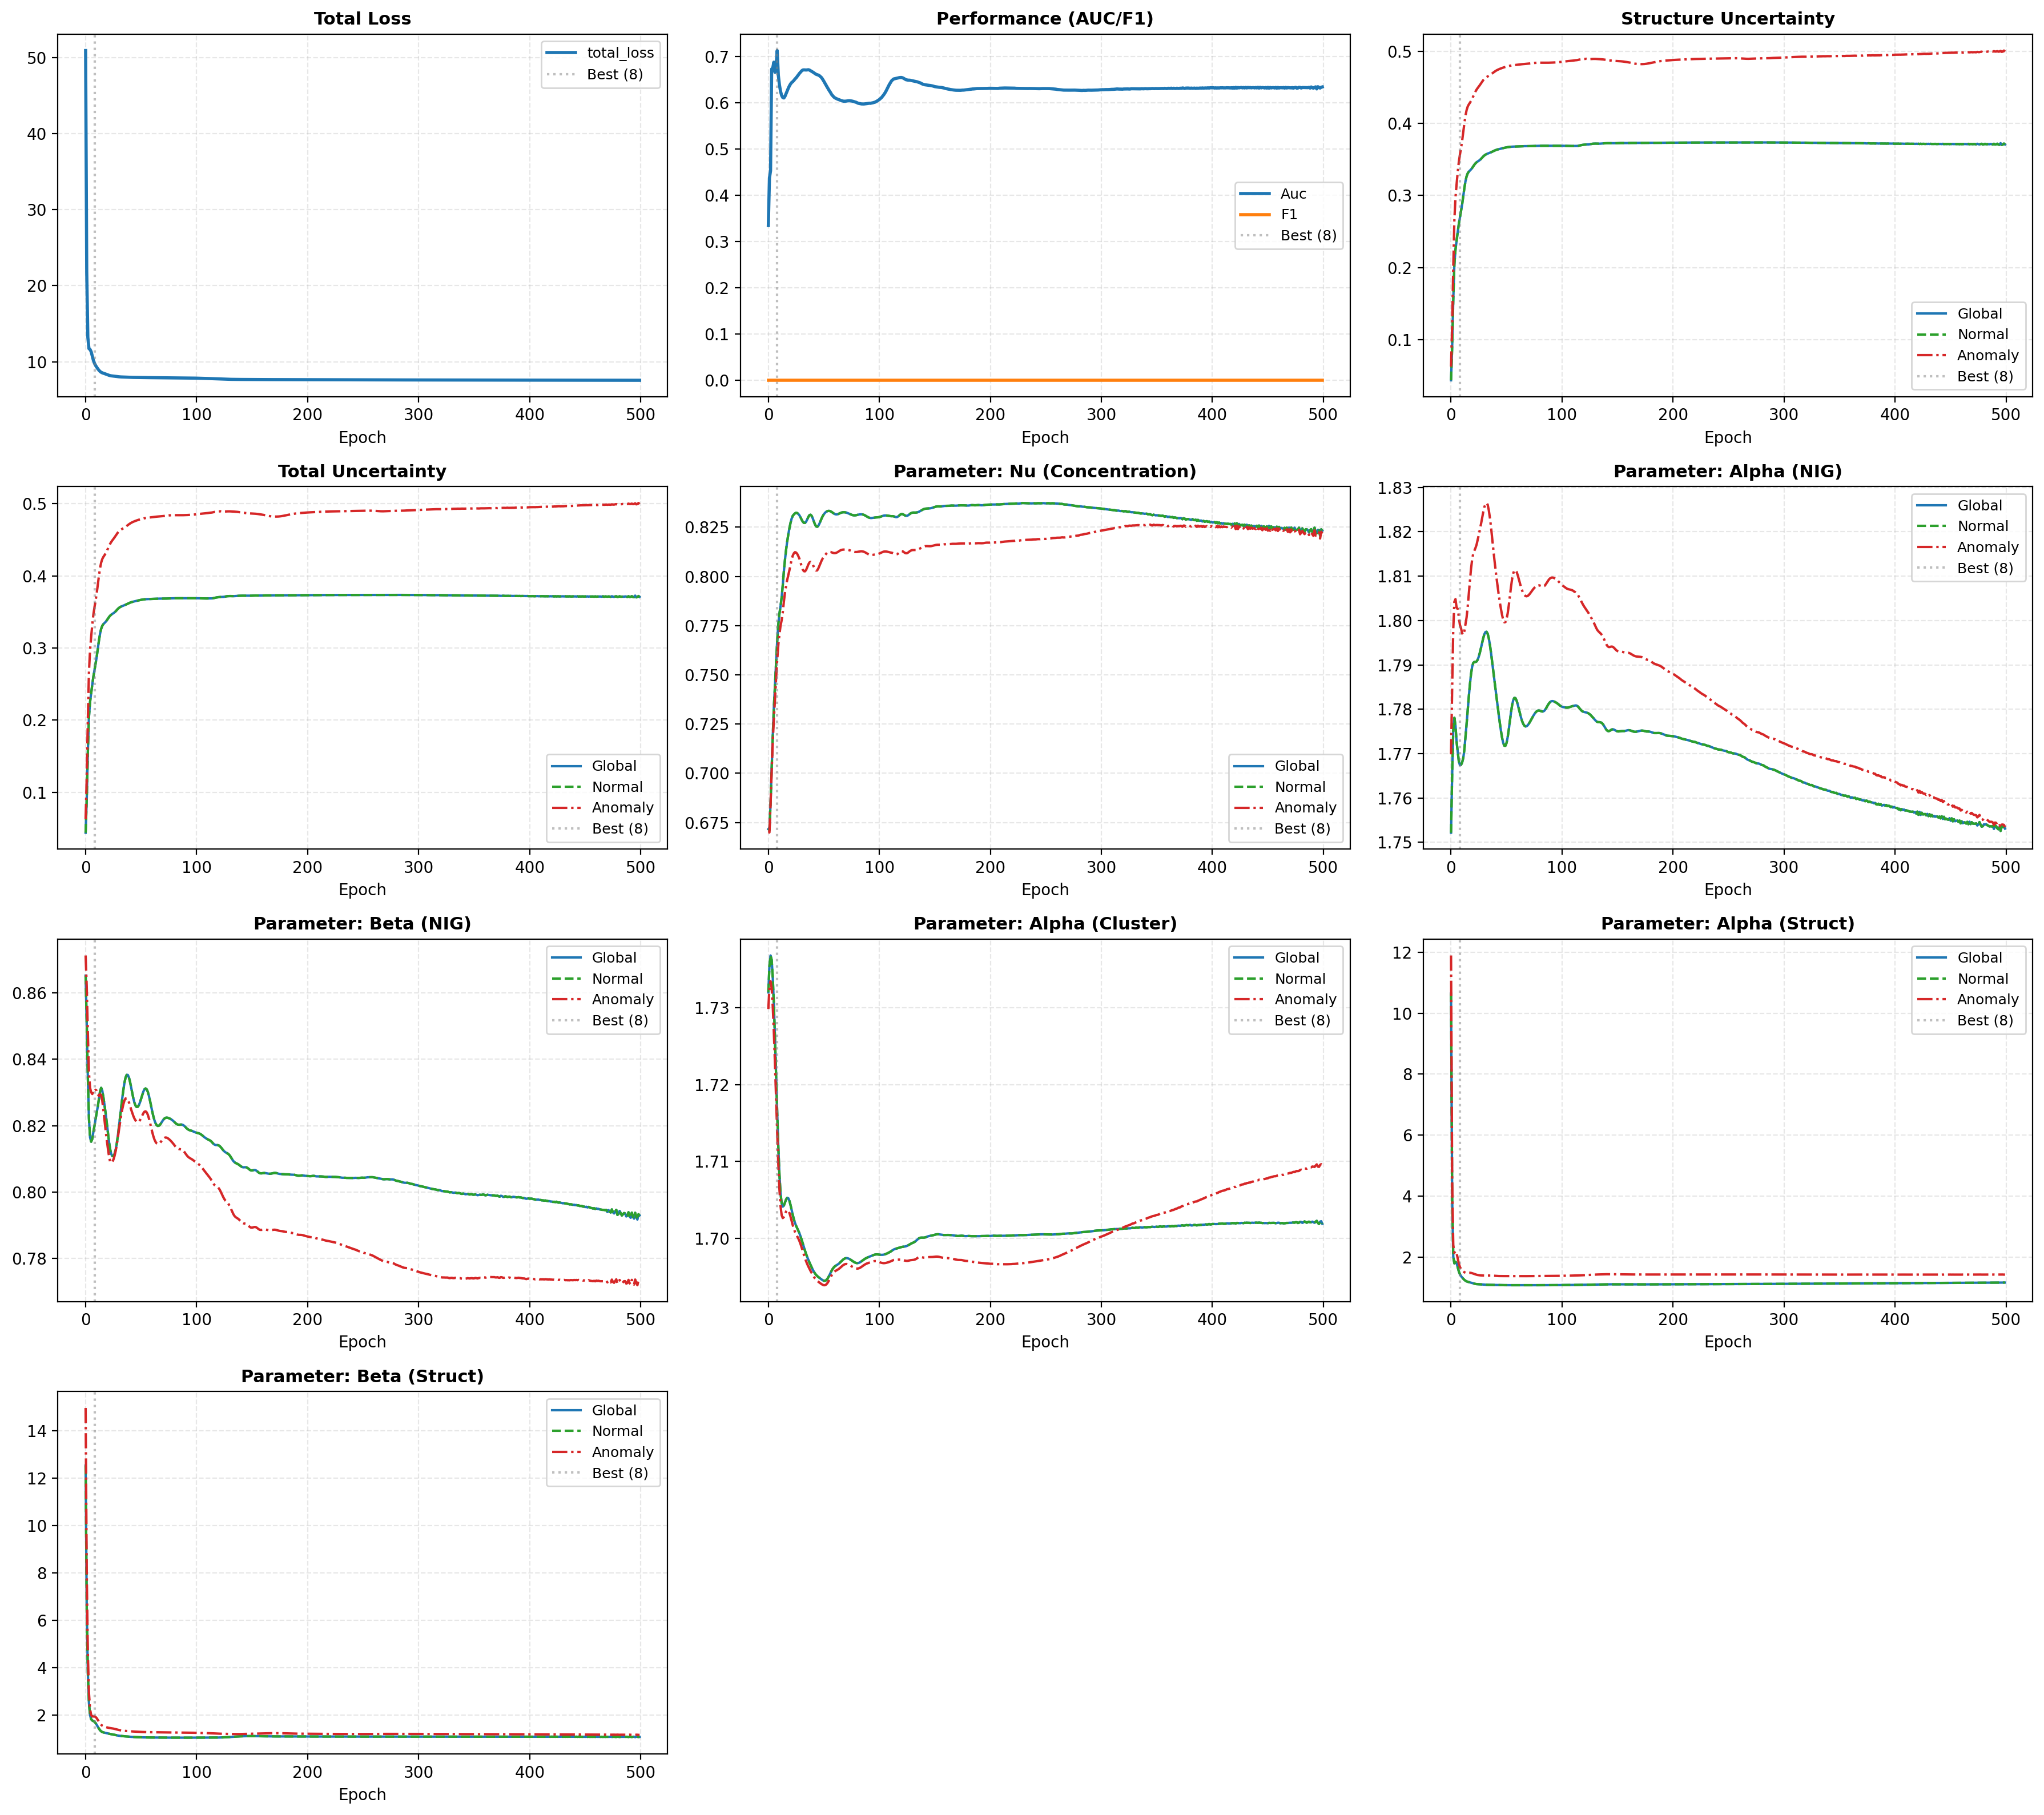 Total Loss
50
40
30
20
10
total_loss
Best (8)
0 100 200 300 400 500
Epoch
Performance (AUC/F1)
0.7
0.6
0.5
0.4
0.3
0.2
0.1
0.0
Auc
F1
Best (8)
0 100 200 300 400 500
Epoch
Structure Uncertainty
0.5
0.4
0.3
0.2
0.1
Global
Normal
Anomaly
Best (8)
0 100 200 300 400 500
Epoch
Total Uncertainty
0.5
0.4
0.3
0.2
0.1
Global
Normal
Anomaly
Best (8)
0 100 200 300 400 500
Epoch
Parameter: Nu (Concentration)
0.825
0.800
0.775
0.750
0.725
0.700
0.675
Global
Normal
Anomaly
Best (8)
0 100 200 300 400 500
Epoch
Parameter: Alpha (NIG)
1.83
1.82
1.81
1.80
1.79
1.78
1.77
1.76
1.75
Global
Normal
Anomaly
Best (8)
0 100 200 300 400 500
Epoch
Parameter: Beta (NIG)
0.86
0.84
0.82
0.80
0.78
Global
Normal
Anomaly
Best (8)
0 100 200 300 400 500
Epoch
Parameter: Alpha (Cluster)
1.73
1.72
1.71
1.70
Global
Normal
Anomaly
Best (8)
0 100 200 300 400 500
Epoch
Parameter: Alpha (Struct)
12
10
8
6
4
2
Global
Normal
Anomaly
Best (8)
0 100 200 300 400 500
Epoch
Parameter: Beta (Struct)
14
12
10
8
6
4
2
Global
Normal
Anomaly
Best (8)
0 100 200 300 400 500
Epoch